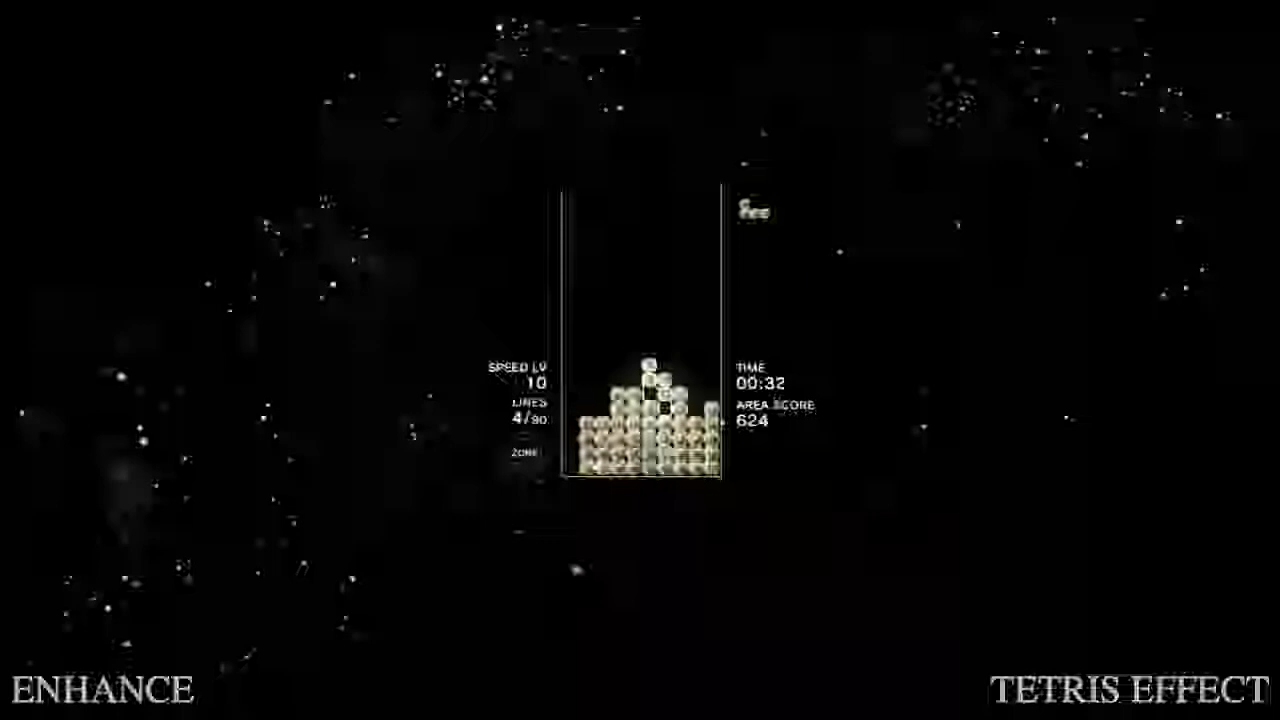 SPEED LV
10
LINES
4/90
ZONE
TIME
00:32
AREA SCORE
624
ENHANCE
TETRIS EFFECT